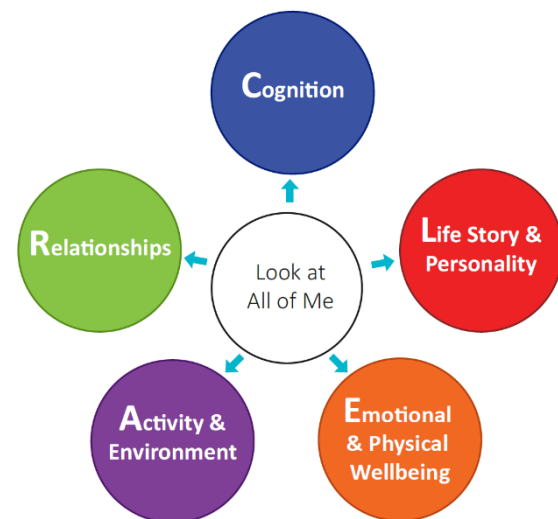 Cognition
Life Story &
Personality
Emotional
& Physical
Wellbeing
Activity &
Environment
Relationships
Look at
All of Me